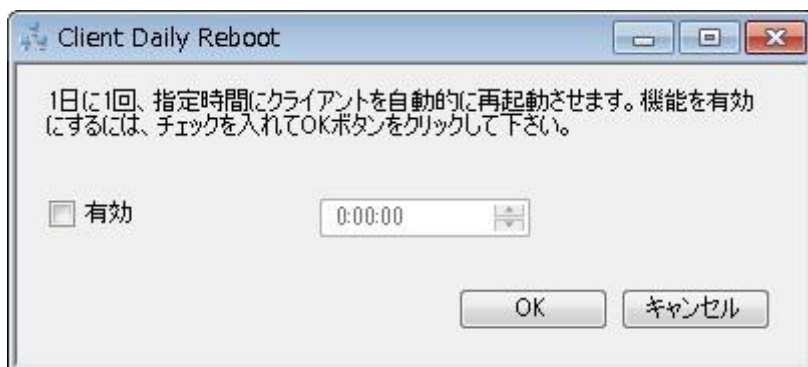 Client Daily Reboot
1日に1回、指定時間にクライアントを自動的に再起動させます。機能を有効
にするには、チェックを入れてOKボタンをクリックして下さい。
有効
0:00:00
OK
キャンセル